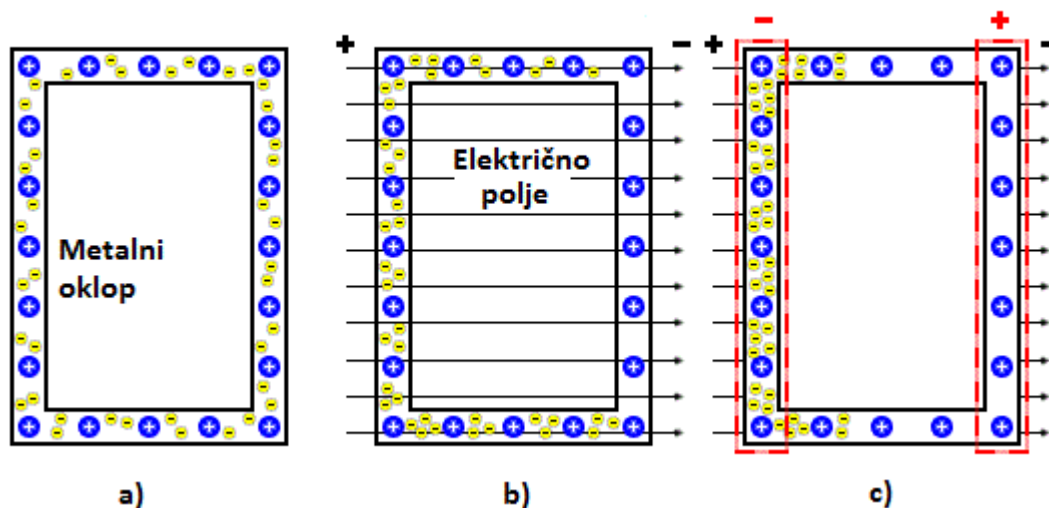 Metalni
oklop
Električno
polje
a)
b)
c)